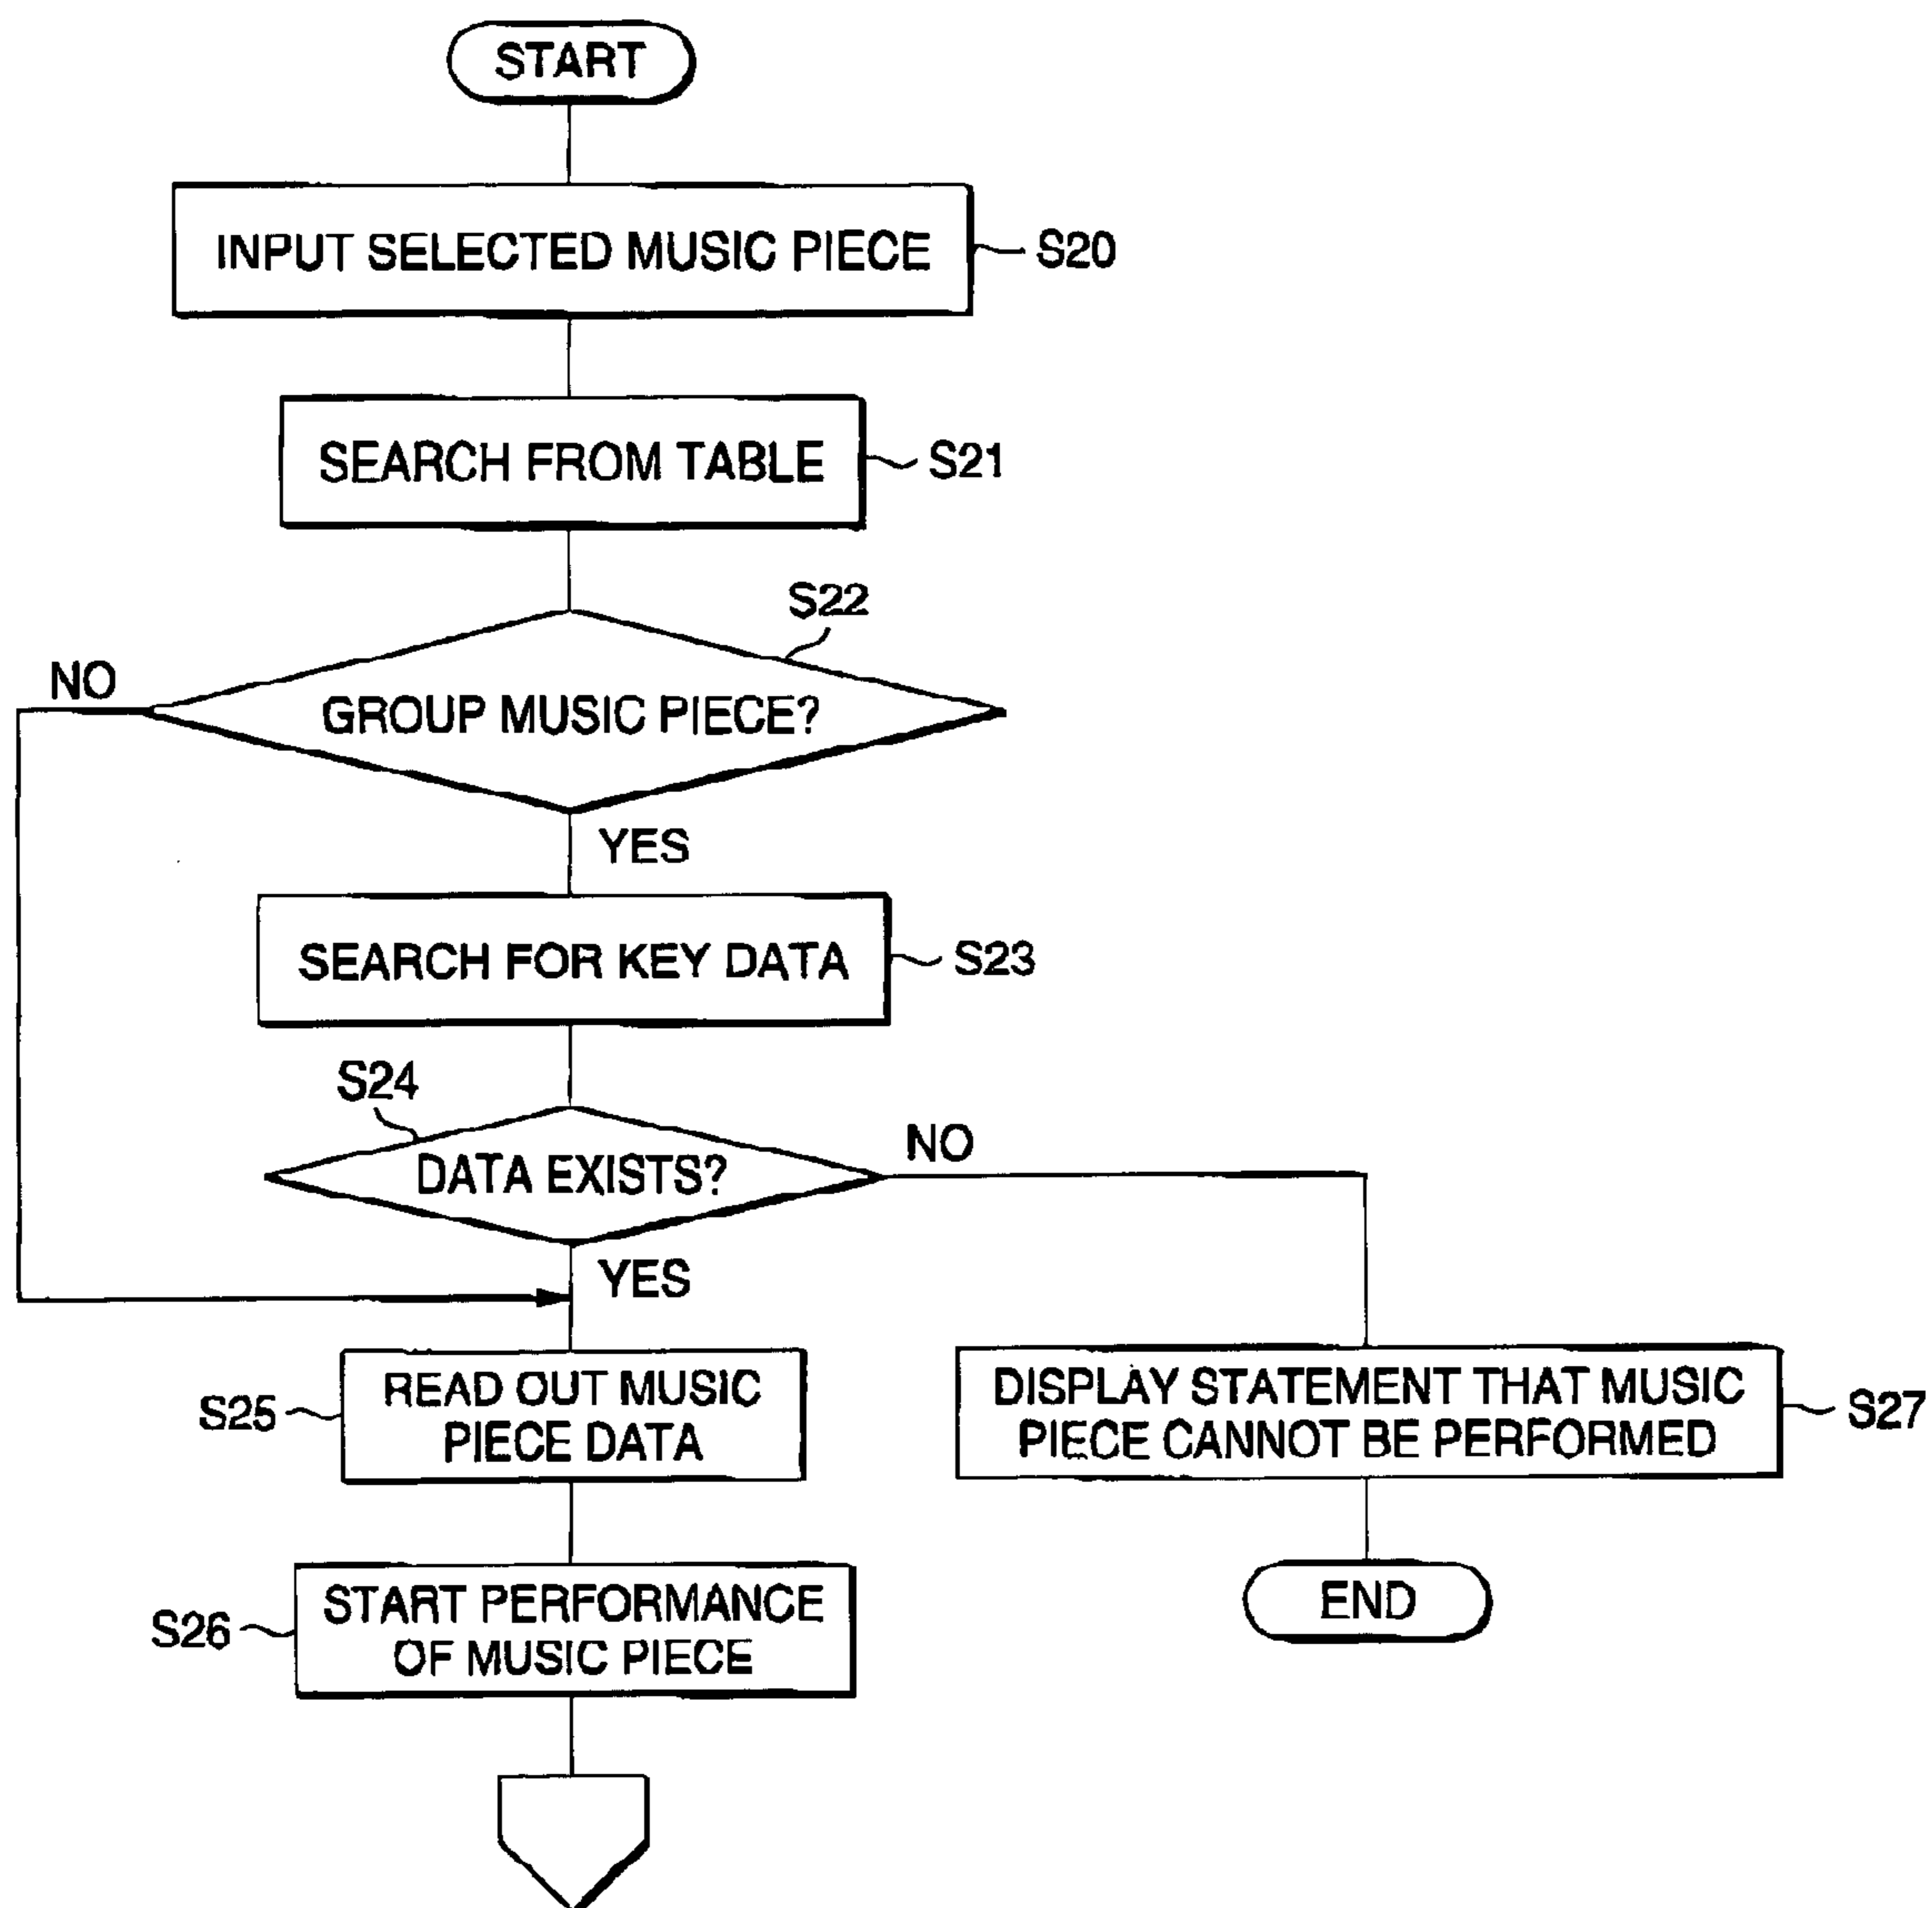 START
INPUT SELECTED MUSIC PIECE
S20
SEARCH FROM TABLE
S21
S22
NO
GROUP MUSIC PIECE?
YES
SEARCH FOR KEY DATA
S23
S24
DATA EXISTS?
NO
YES
S25
READ OUT MUSIC
PIECE DATA
DISPLAY STATEMENT THAT MUSIC
PIECE CANNOT BE PERFORMED
S27
S26
START PERFORMANCE
OF MUSIC PIECE
END